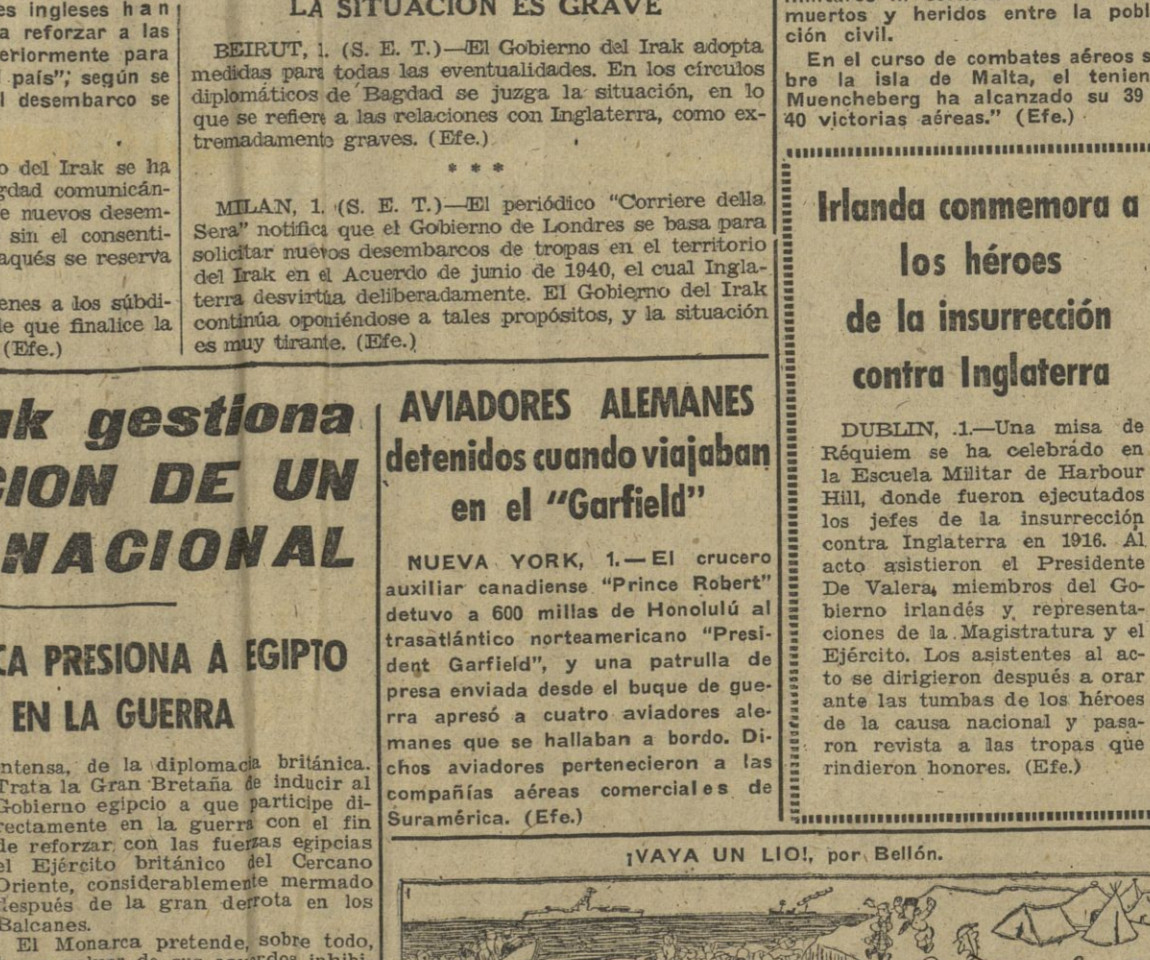 es ingleses han
a reforzar a las
eriormente para
país"; según se
l desembarco se
o del Irak se ha
gdad comunicán-
e nuevos desem-
sin el consenti-
aqués se reserva
enes a los súbdi-
de que finalice la
(Efe.)
LA SITUACION ES GRAVE
BEIRUT, 1. (S. E. T.)—El Gobierno del Irak adopta
medidas para todas las eventualidades. En los círculos
diplomáticos de Bagdad se juzga la situación, en lo
que se refiere a las relaciones con Inglaterra, como ex-
tremadamente graves. (Efe.)
* * *
MILAN, 1. (S. E. T.)—El periódico "Corriere della
Sera" notifica que el Gobierno de Londres se basa para
solicitar nuevos desembarcos de tropas en el territorio
del Irak en el Acuerdo de junio de 1940, el cual Ingla-
terra desvirtúa deliberadamente. El Gobierno del Irak
continúa oponiéndose a tales propósitos, y la situación
es muy tirante. (Efe.)
ak gestiona
CION DE UN
NACIONAL
CA PRESIONA A EGIPTO
EN LA GUERRA
ntensa, de la diplomacia británica.
Trata la Gran Bretaña de inducir al
Gobierno egipcio a que participe di-
rectamente en la guerra con el fin
de reforzar con las fuerzas egipcias
el Ejército británico del Cercano
Oriente, considerablemente mermado
después de la gran derrota en los
Balcanes.
El Monarca pretende, sobre todo,
AVIADORES ALEMANES
detenidos cuando viajaban
en el "Garfield"
NUEVA YORK, 1.—El crucero
auxiliar canadiense "Prince Robert"
detuvo a 600 millas de Honolulú al
trasatlántico norteamericano "Presi-
dent Garfield", y una patrulla de
presa enviada desde el buque de gue-
rra apresó a cuatro aviadores ale-
manes que se hallaban a bordo. Di-
chos aviadores pertenecieron a las
compañías aéreas comerciales de
Suramérica. (Efe.)
muertos y heridos entre la pobl
ción civil.
En el curso de combates aéreos s
bre la isla de Malta, el tenien
Muencheberg ha alcanzado su 39
40 victorias aéreas." (Efe.)
Irlanda conmemora a
los héroes
de la insurrección
contra Inglaterra
DUBLIN, 1.—Una misa de
Réquiem se ha celebrado en
la Escuela Militar de Harbour
Hill, donde fueron ejecutados
los jefes de la insurrección
contra Inglaterra en 1916. Al
acto asistieron el Presidente
De Valera, miembros del Go-
bierno irlandés y representa-
ciones de la Magistratura y el
Ejército. Los asistentes al ac-
to se dirigieron después a orar
ante las tumbas de los héroes
de la causa nacional y pasa-
ron revista a las tropas que
rindieron honores. (Efe.)
¡VAYA UN LIO!, por Bellón.
1